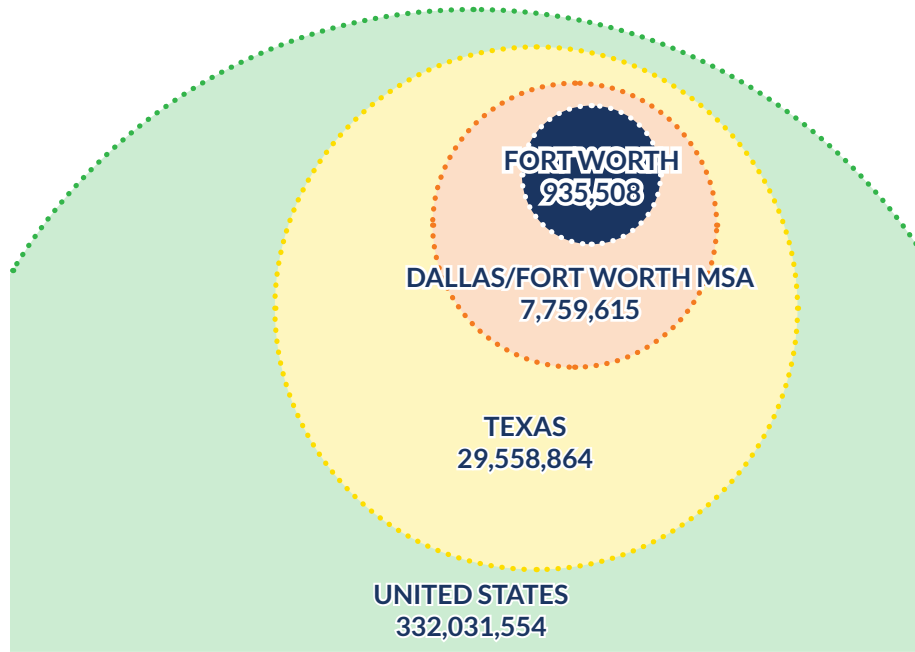 FORT WORTH
935,508
DALLAS/FORT WORTH MSA
7,759,615
TEXAS
29,558,864
UNITED STATES
332,031,554